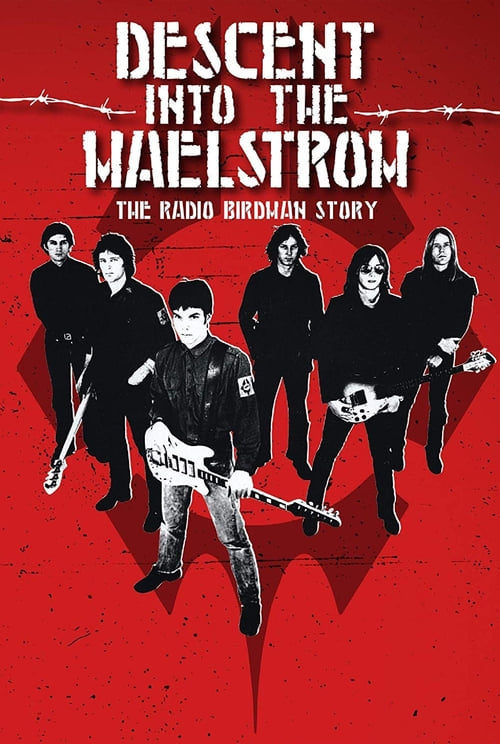 DESCENT
INTO THE
MAELSTROM
THE RADIO BIRDMAN STORY